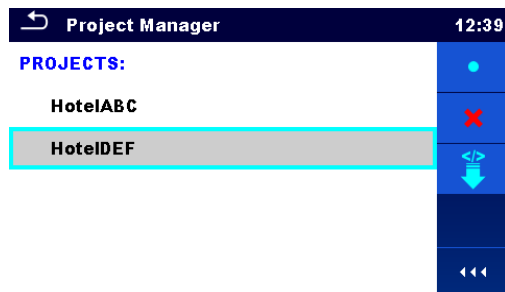 Project Manager
12:39
PROJECTS:
HotelABC
HotelDEF
</>